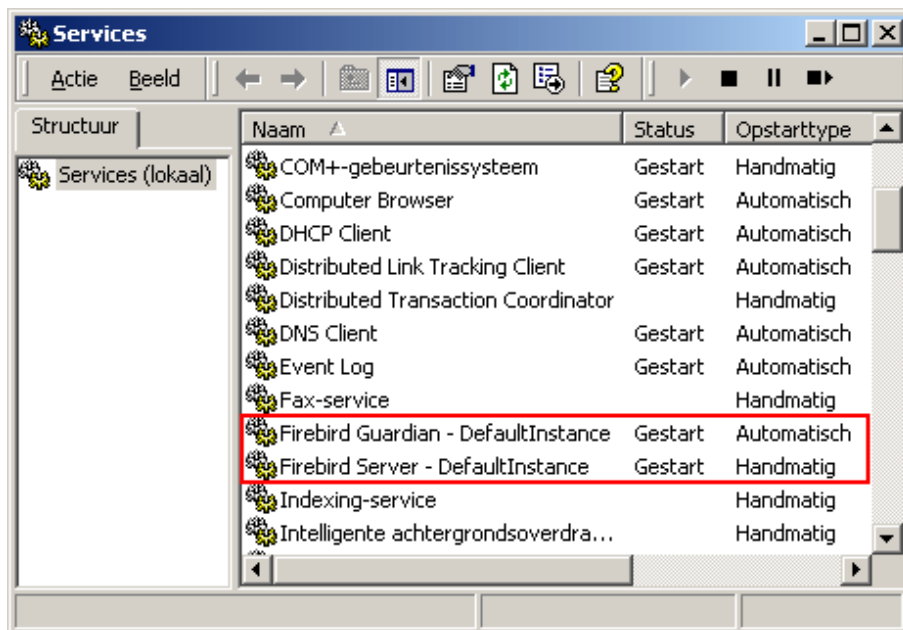 Services
Actie Beeld
Structuur
Services (lokaal)
Naam Status Opstarttype
COM+-gebeurtenissysteem Gestart Handmatig
Computer Browser Gestart Automatisch
DHCP Client Gestart Automatisch
Distributed Link Tracking Client Gestart Automatisch
Distributed Transaction Coordinator Handmatig
DNS Client Gestart Automatisch
Event Log Gestart Automatisch
Fax-service Handmatig
Firebird Guardian - DefaultInstance Gestart Automatisch
Firebird Server - DefaultInstance Gestart Handmatig
Indexing-service Handmatig
Intelligente achtergrondsoverdra... Handmatig